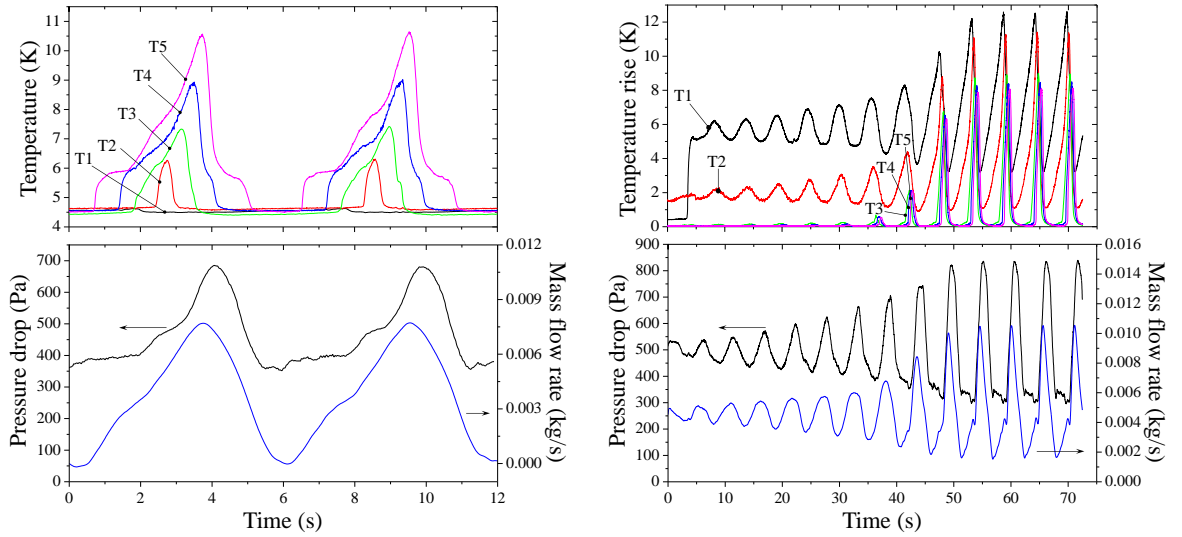 Temperature (K)
11
10
9
8
7
6
5
4
T5
T4
T3
T2
T1
Pressure drop (Pa)
700
600
500
400
300
200
100
0
0.012
0.009
0.006
0.003
0.000
Mass flow rate (kg/s)
0 2 4 6 8 10 12
Time (s)
Temperature rise (K)
12
10
8
6
4
2
0
T1
T2
T5
T4
T3
Pressure drop (Pa)
900
800
700
600
500
400
300
200
100
0
0.016
0.014
0.012
0.010
0.008
0.006
0.004
0.002
0.000
Mass flow rate (kg/s)
0 10 20 30 40 50 60 70
Time (s)